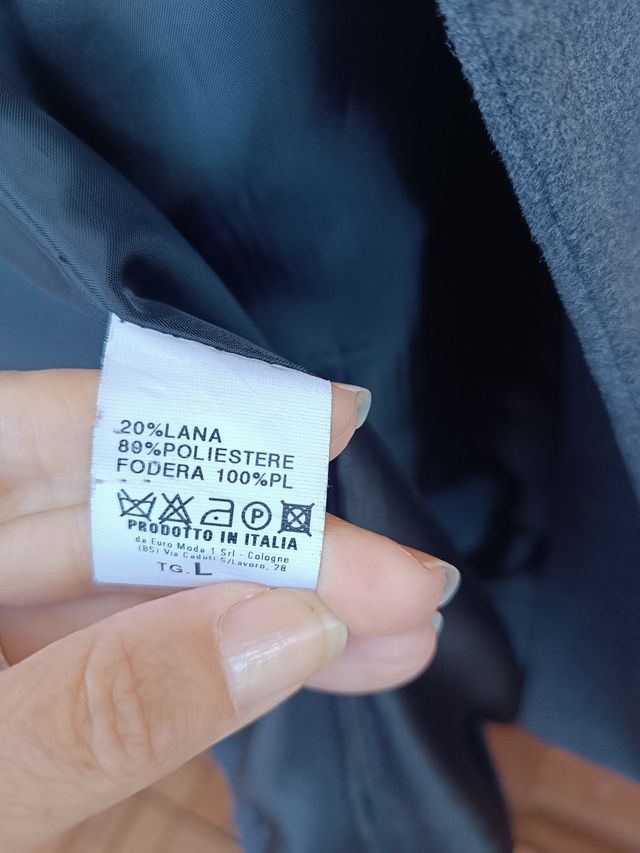 20%LANA
89%POLIESTERE
FODERA 100%PL
P
PRODOTTO IN ITALIA
da Euro Moda 1 Srl - Cologne
(BS) Via Caduti S/Lavoro, 28
TG. L